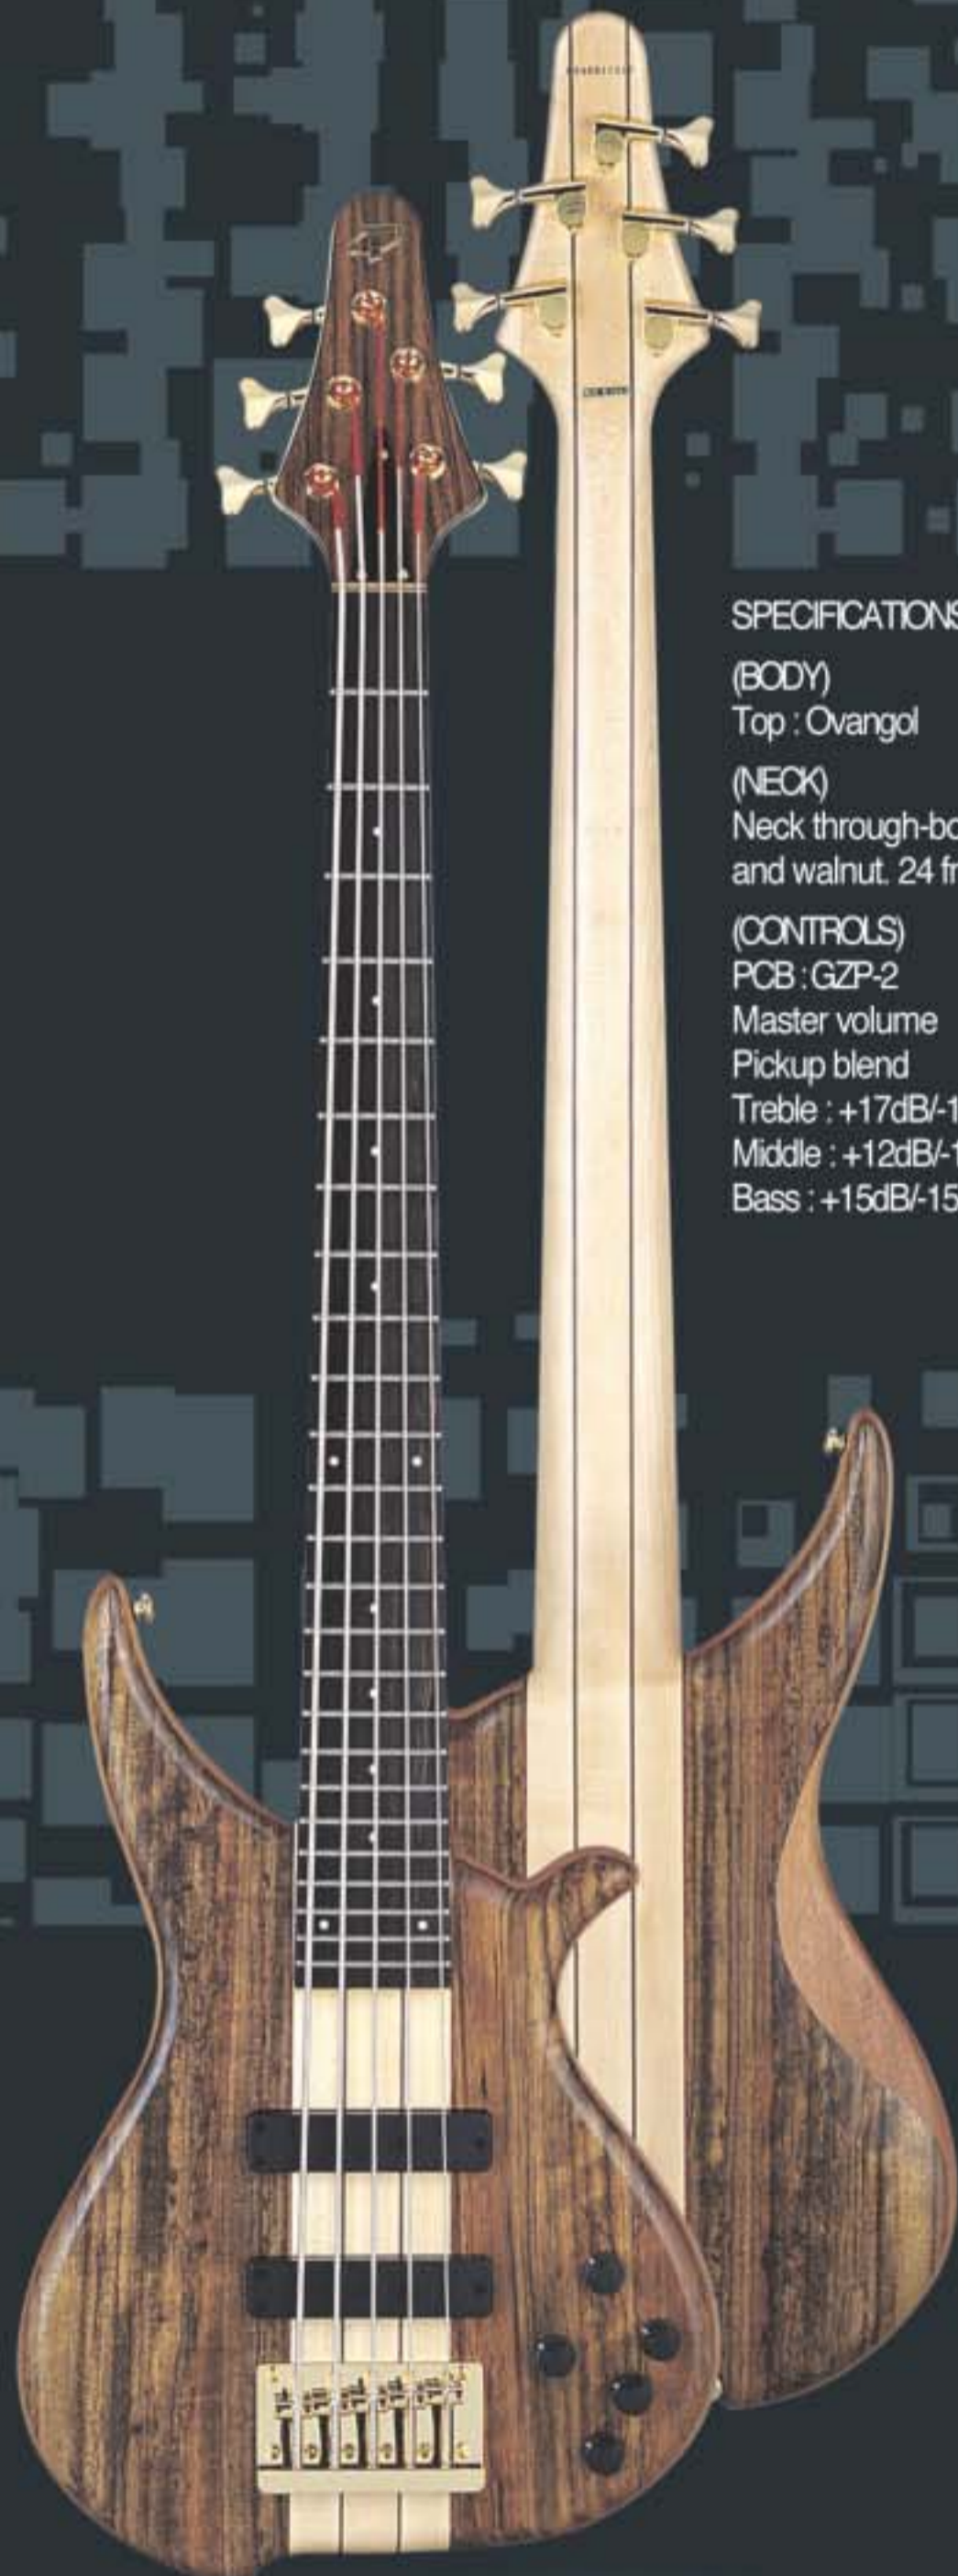 SPECIFICATIONS
(BODY)
Top : Ovangol
(NECK)
Neck through-bo
and walnut. 24 fr
(CONTROLS)
PCB : GZP-2
Master volume
Pickup blend
Treble : +17dB/-1
Middle : +12dB/-1
Bass : +15dB/-15